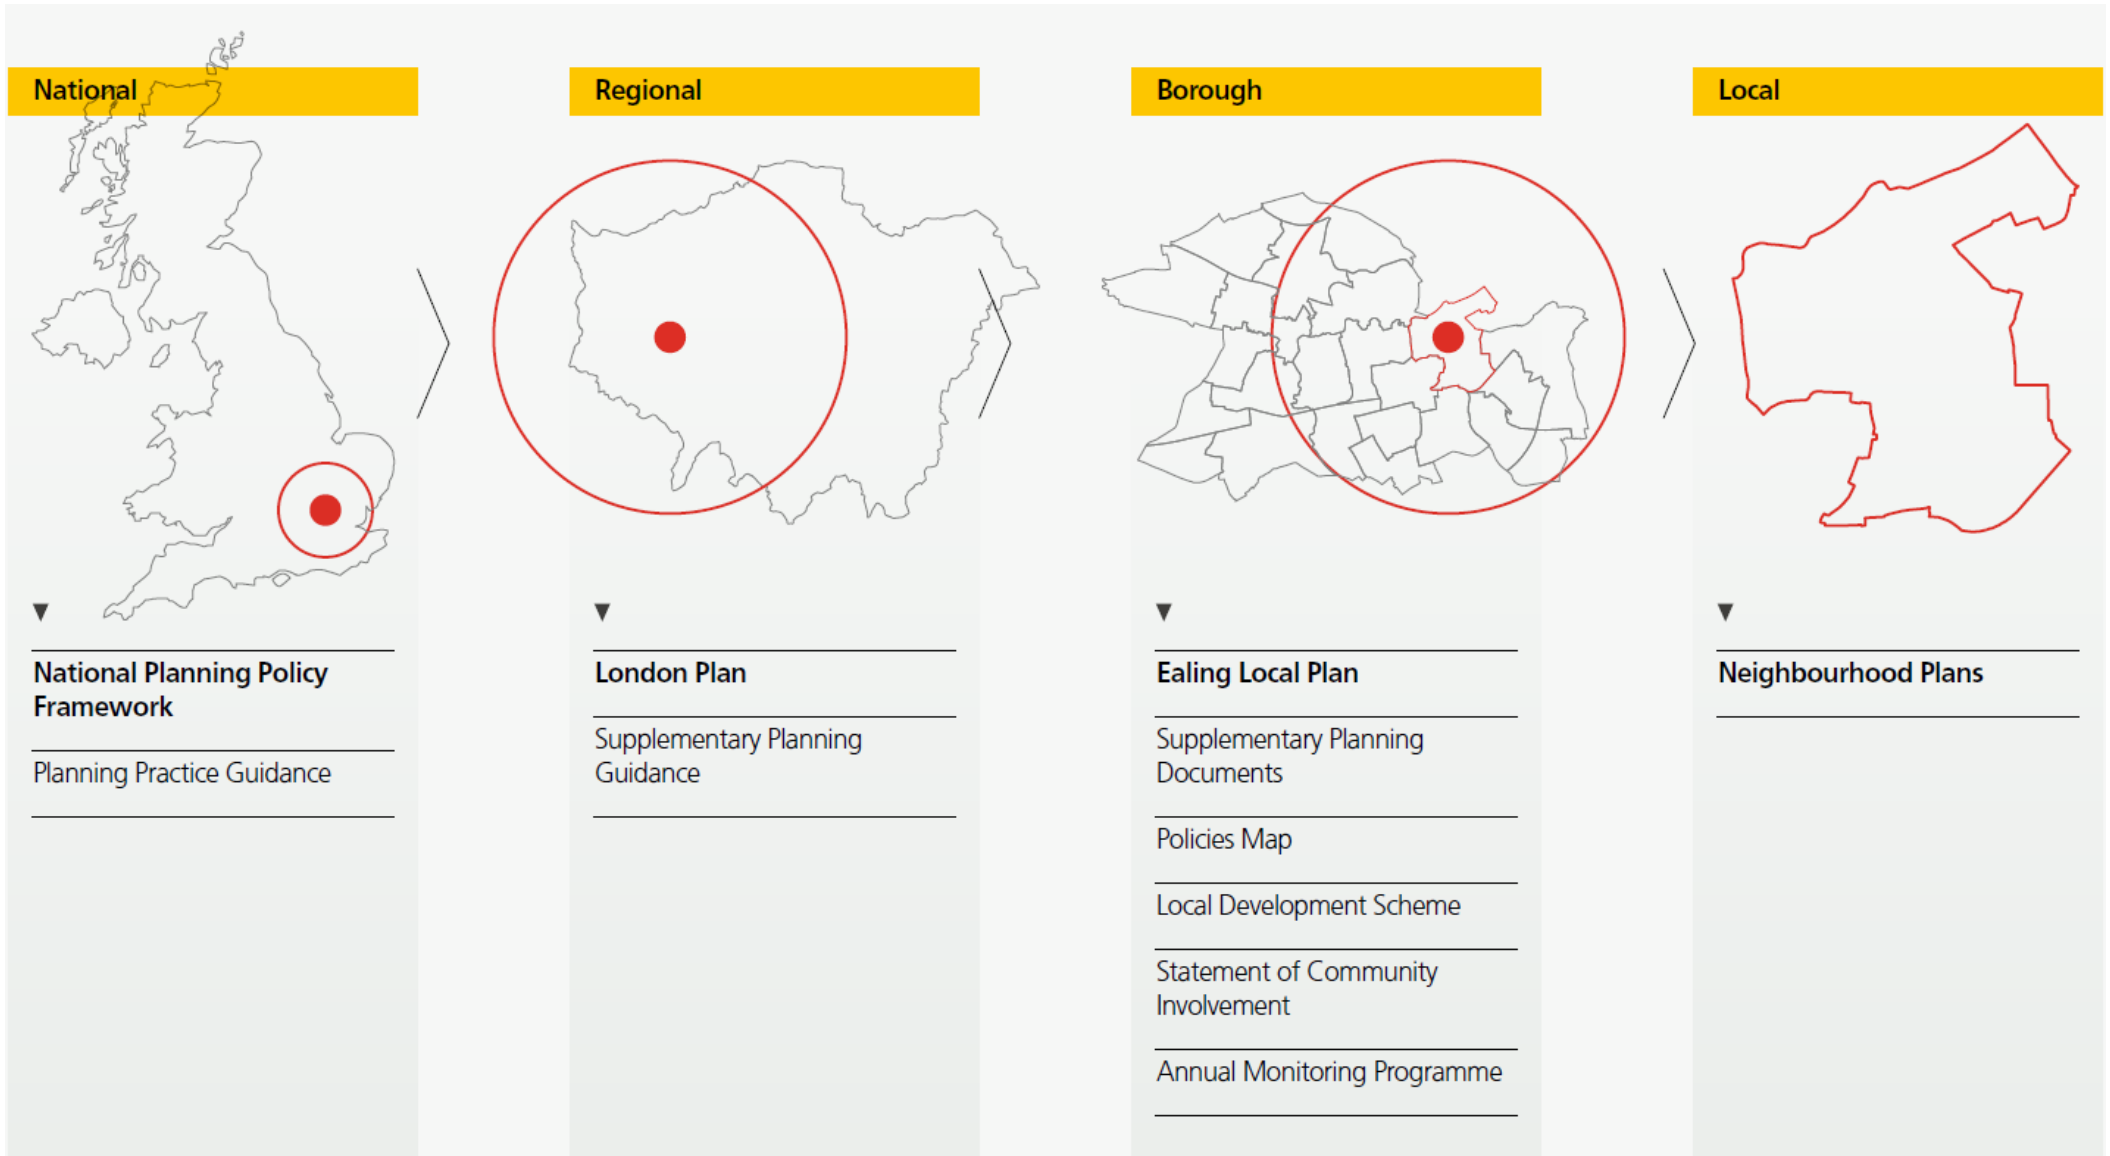 National
Regional
Borough
Local
National Planning Policy
Framework
Planning Practice Guidance
London Plan
Supplementary Planning
Guidance
Ealing Local Plan
Supplementary Planning
Documents
Policies Map
Local Development Scheme
Statement of Community
Involvement
Annual Monitoring Programme
Neighbourhood Plans